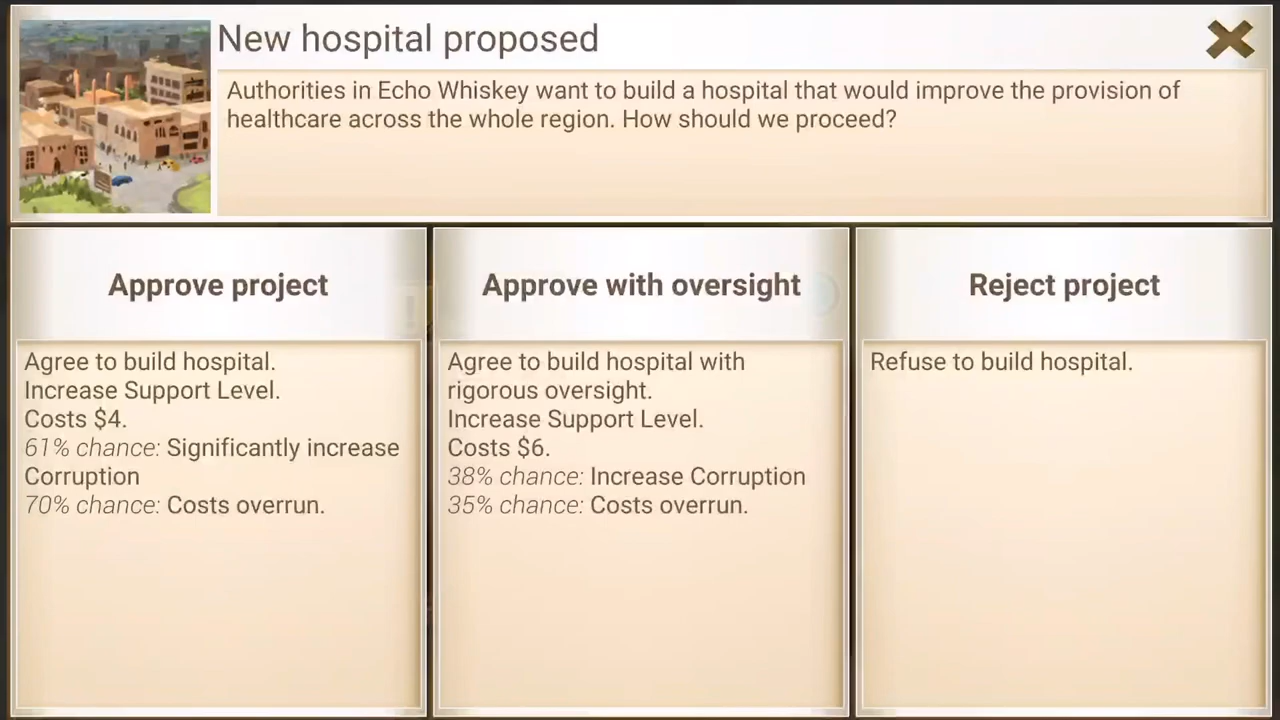 New hospital proposed
Authorities in Echo Whiskey want to build a hospital that would improve the provision of
healthcare across the whole region. How should we proceed?
Approve project
Agree to build hospital.
Increase Support Level.
Costs $4.
61% chance: Significantly increase
Corruption
70% chance: Costs overrun.
Approve with oversight
Agree to build hospital with
rigorous oversight.
Increase Support Level.
Costs $6.
38% chance: Increase Corruption
35% chance: Costs overrun.
Reject project
Refuse to build hospital.